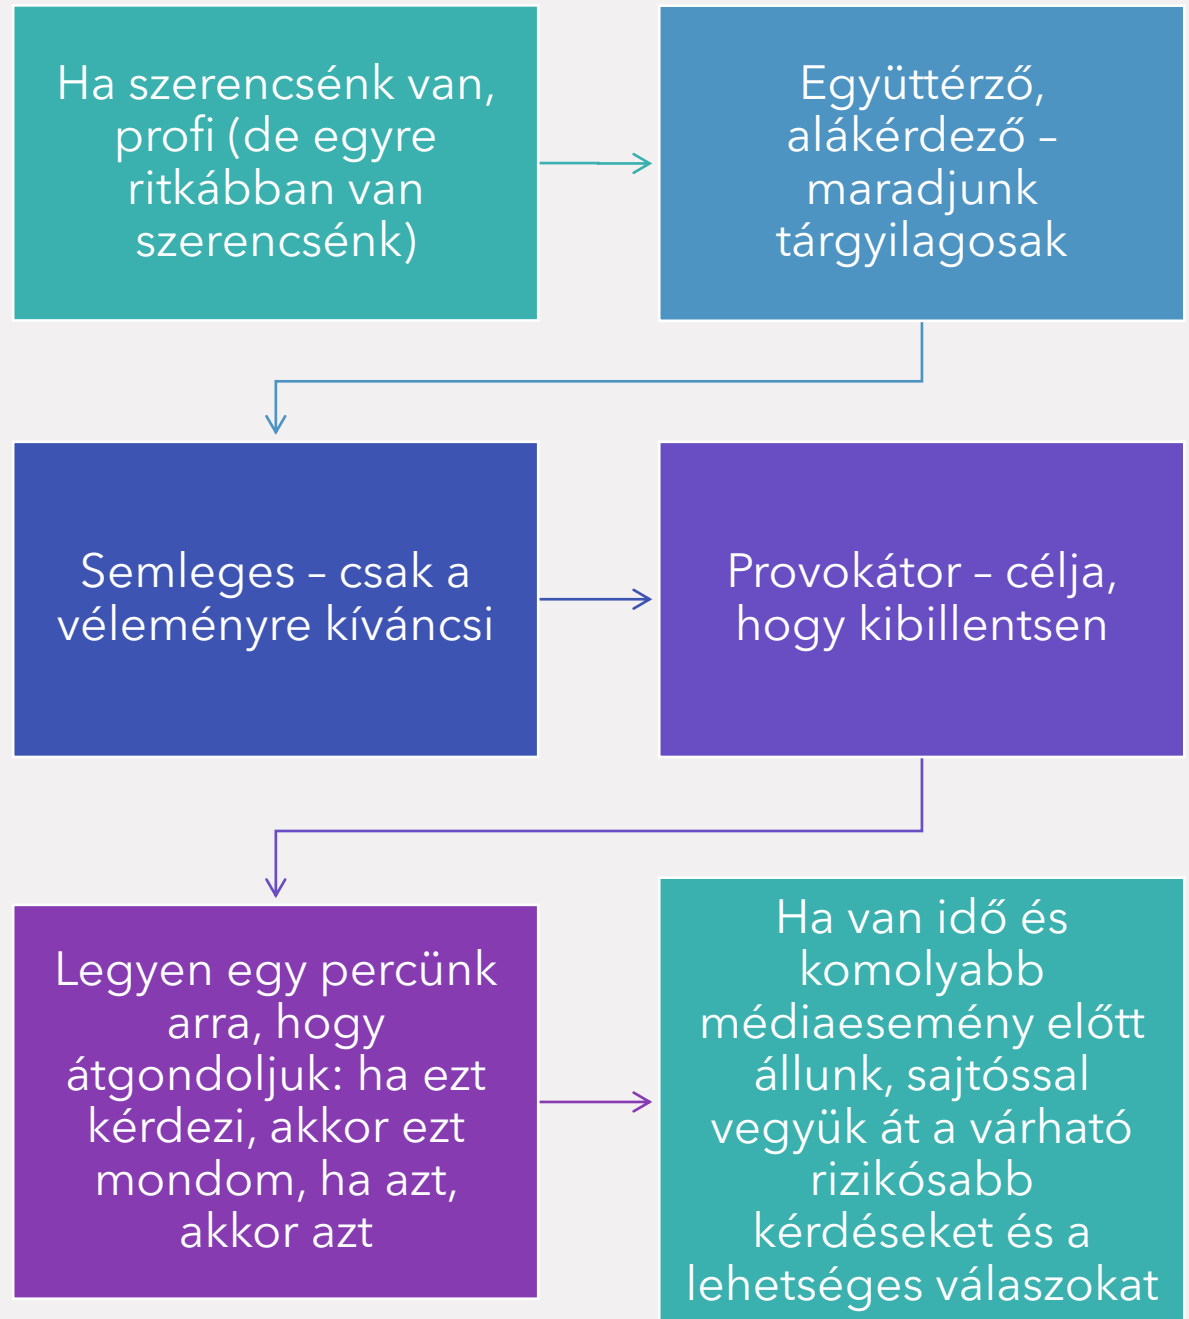 Ha szerencsénk van,
profi (de egyre
ritkábban van
szerencsénk)
Együttérző,
alákérdező –
maradjunk
tárgyilagosak
Semleges – csak a
véleményre kíváncsi
Provokátor – célja,
hogy kibillentsen
Legyen egy percünk
arra, hogy
átgondoljuk: ha ezt
kérdezi, akkor ezt
mondom, ha azt,
akkor azt
Ha van idő és
komolyabb
médiaesemény előtt
állunk, sajtóssal
vegyük át a várható
rizikósabb
kérdéseket és a
lehetséges válaszokat